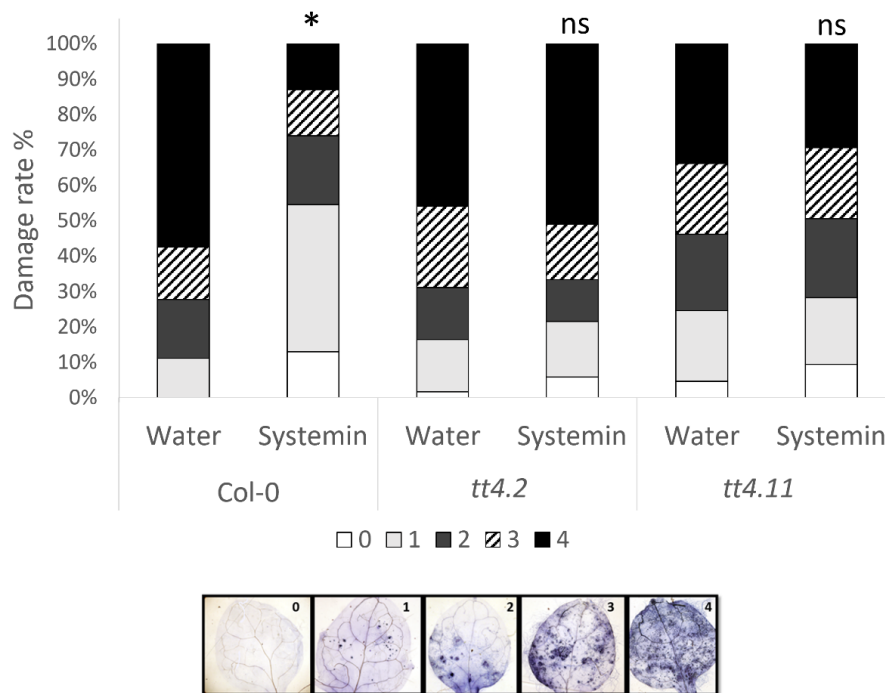 * ns ns
100%
90%
80%
70%
60%
50%
40%
30%
20%
10%
0%
Damage rate %
Water Systemin Water Systemin Water Systemin
Col-0 tt4.2 tt4.11
0 1 2 3 4
0 1 2 3 4